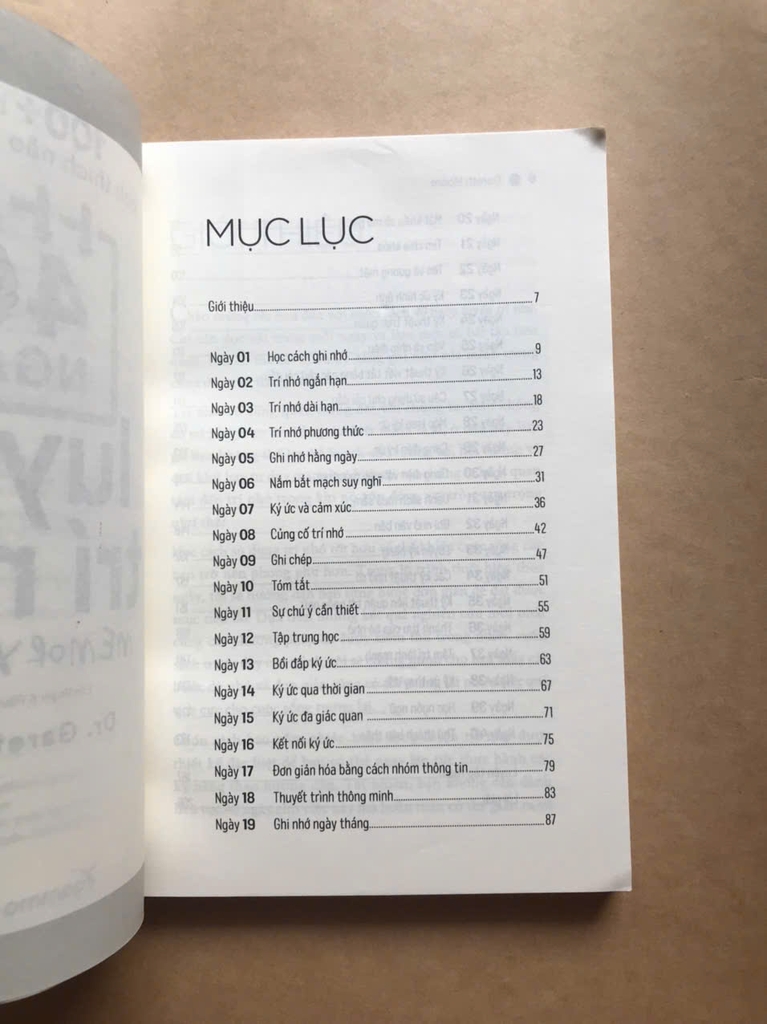 MỤC LỤC
Giới thiệu........7
Ngày 01 Học cách ghi nhớ........9
Ngày 02 Trí nhớ ngắn hạn........13
Ngày 03 Trí nhớ dài hạn........18
Ngày 04 Trí nhớ phương thức........23
Ngày 05 Ghi nhớ hằng ngày........27
Ngày 06 Nắm bắt mạch suy nghĩ........31
Ngày 07 Ký ức và cảm xúc........36
Ngày 08 Củng cố trí nhớ........42
Ngày 09 Ghi chép........47
Ngày 10 Tóm tắt........51
Ngày 11 Sự chú ý cần thiết........55
Ngày 12 Tập trung học........59
Ngày 13 Bồi đắp ký ức........63
Ngày 14 Ký ức qua thời gian........67
Ngày 15 Ký ức đa giác quan........71
Ngày 16 Kết nối ký ức........75
Ngày 17 Đơn giản hóa bằng cách nhóm thông tin........79
Ngày 18 Thuyết trình thông minh........83
Ngày 19 Ghi nhớ ngày tháng........87